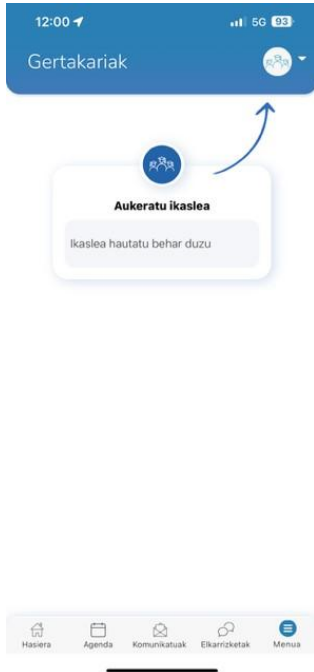 12:00 5G 93
Gertakariak
Aukeratu ikaslea
Ikaslea hautatu behar duzu
Hasiera Agenda Komunikatuak Elkarrizketak Menua